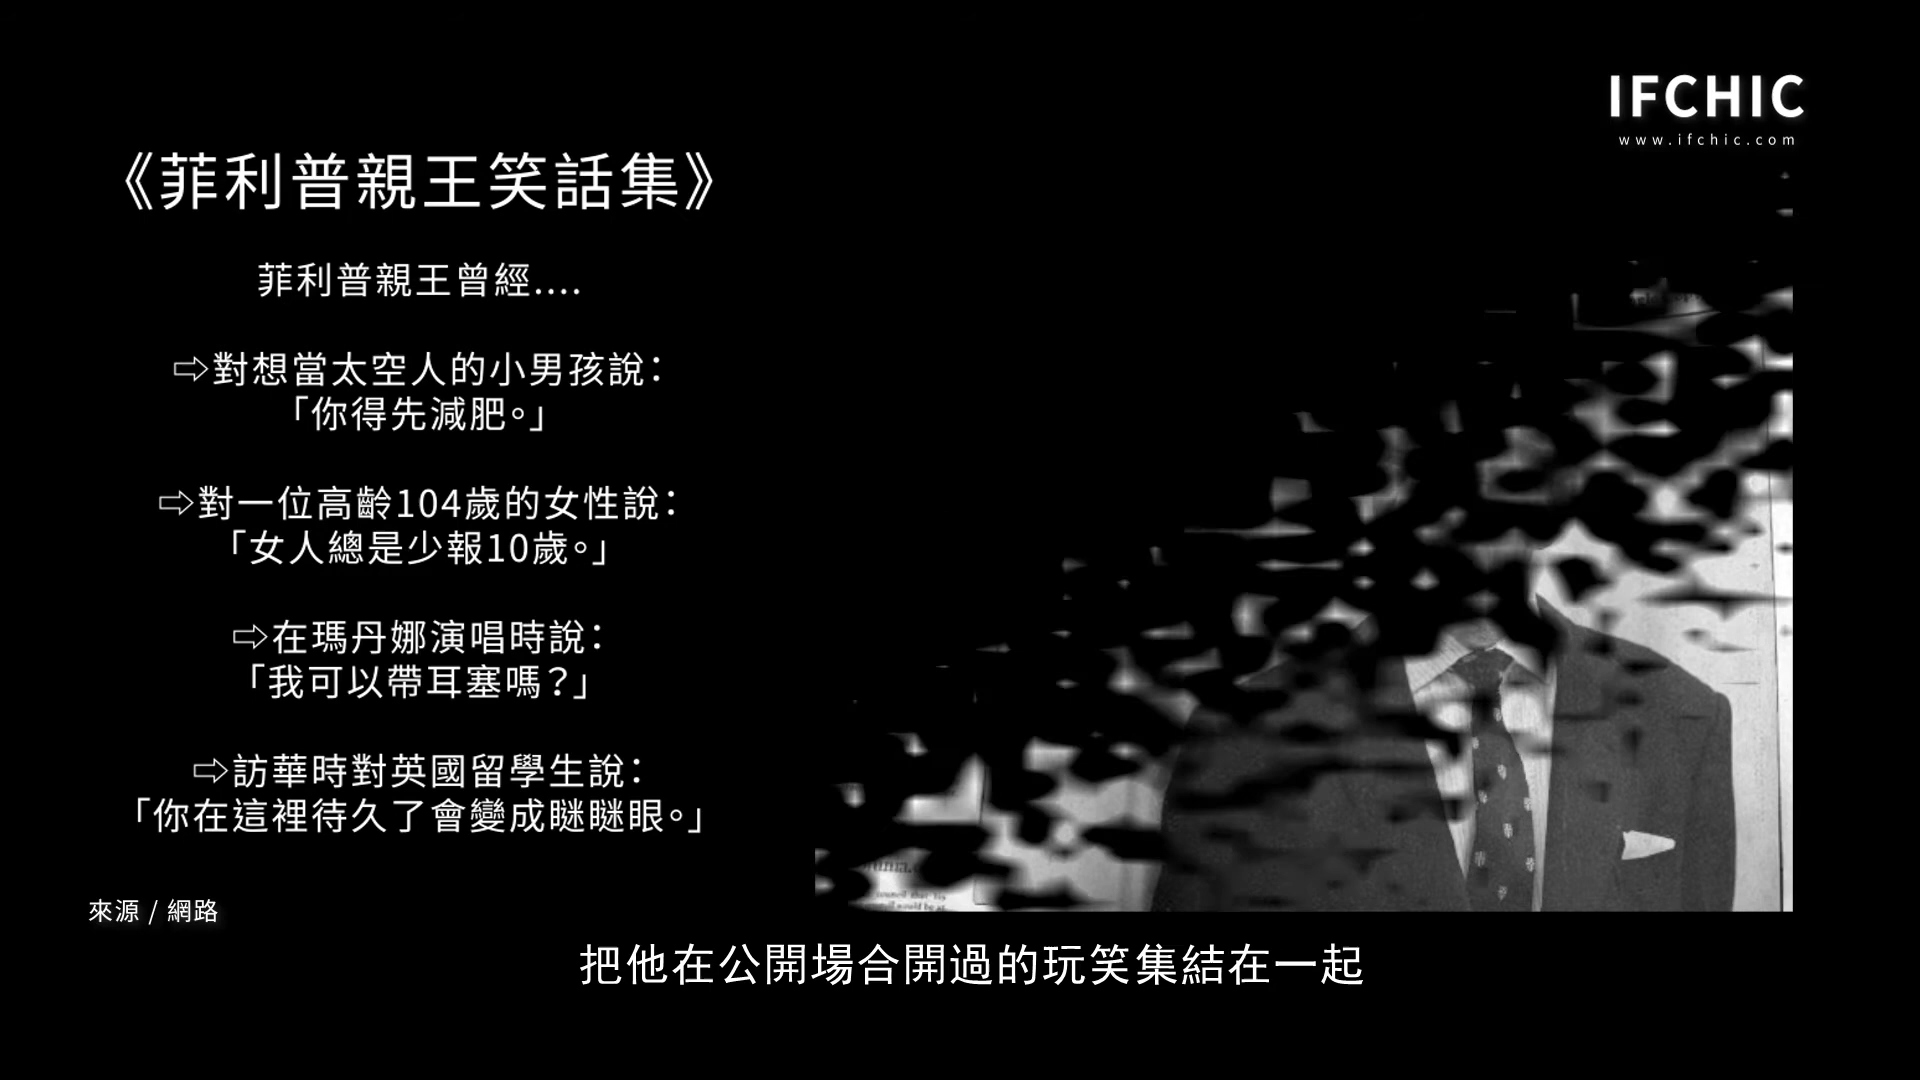 IFCHIC
www.ifchic.com
《菲利普親王笑話集》
菲利普親王曾經....
⇨對想當太空人的小男孩說：
「你得先減肥。」
⇨對一位高齡104歲的女性說：
「女人總是少報10歲。」
⇨在瑪丹娜演唱時說：
「我可以帶耳塞嗎？」
⇨訪華時對英國留學生說：
「你在這裡待久了會變成瞇瞇眼。」
來源 / 網路
把他在公開場合開過的玩笑集結在一起